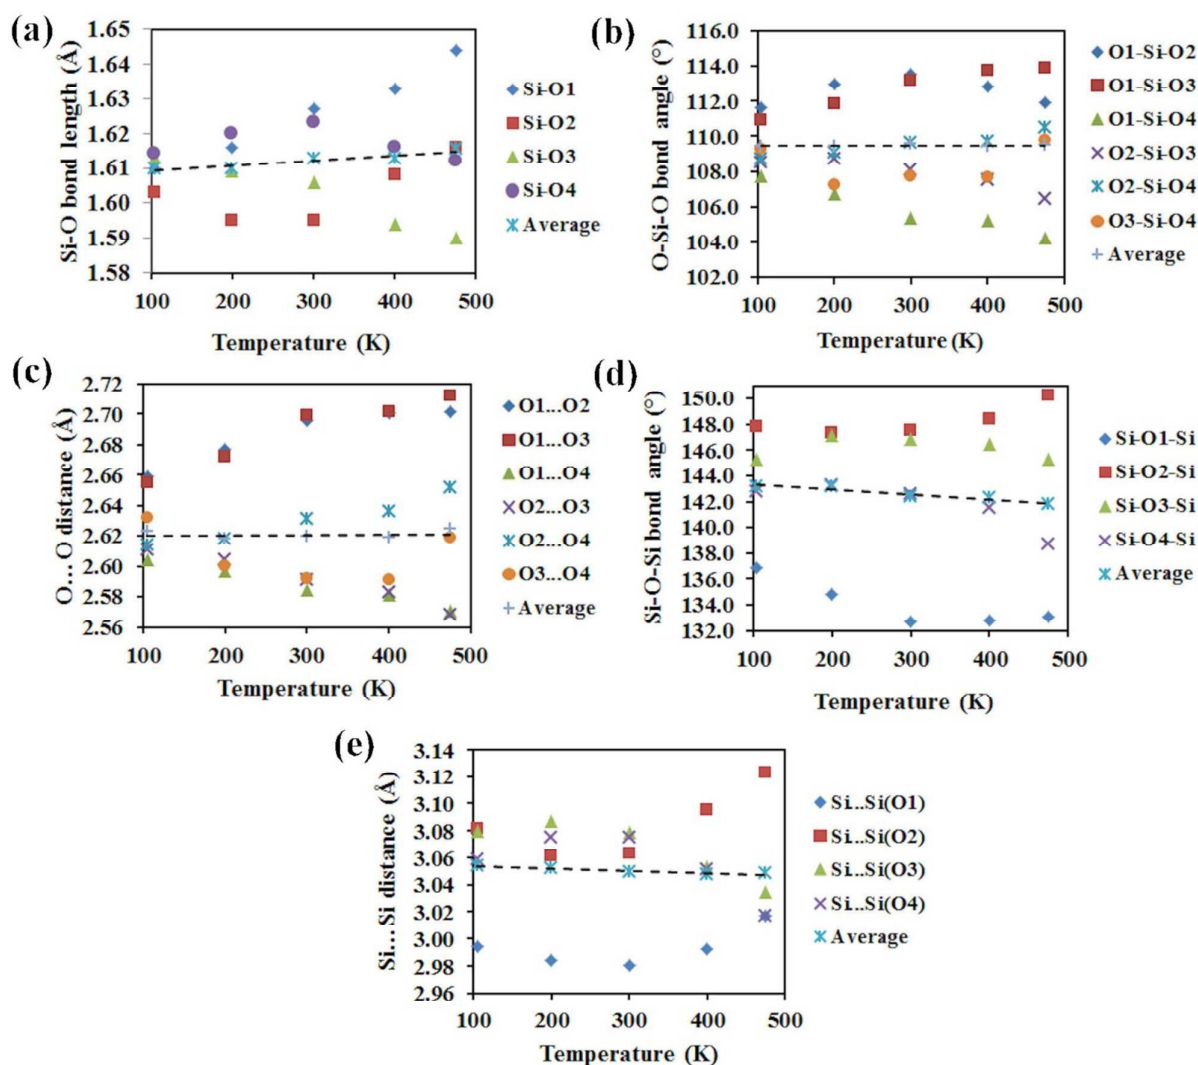 (a)
Si-O bond length (Å)
1.65
1.64
1.63
1.62
1.61
1.60
1.59
1.58
100 200 300 400 500
Temperature (K)
Si-O1
Si-O2
Si-O3
Si-O4
Average
(b)
O-Si-O bond angle (°)
116.0
114.0
112.0
110.0
108.0
106.0
104.0
102.0
100 200 300 400 500
Temperature (K)
O1-Si-O2
O1-Si-O3
O1-Si-O4
O2-Si-O3
O2-Si-O4
O3-Si-O4
Average
(c)
O...O distance (Å)
2.72
2.70
2.68
2.66
2.64
2.62
2.60
2.58
2.56
100 200 300 400 500
Temperature (K)
O1...O2
O1...O3
O1...O4
O2...O3
O2...O4
O3...O4
Average
(d)
Si-O-Si bond angle (°)
150.0
148.0
146.0
144.0
142.0
140.0
138.0
136.0
134.0
132.0
100 200 300 400 500
Temperature (K)
Si-O1-Si
Si-O2-Si
Si-O3-Si
Si-O4-Si
Average
(e)
Si...Si distance (Å)
3.14
3.12
3.10
3.08
3.06
3.04
3.02
3.00
2.98
2.96
100 200 300 400 500
Temperature (K)
Si...Si(O1)
Si...Si(O2)
Si...Si(O3)
Si...Si(O4)
Average